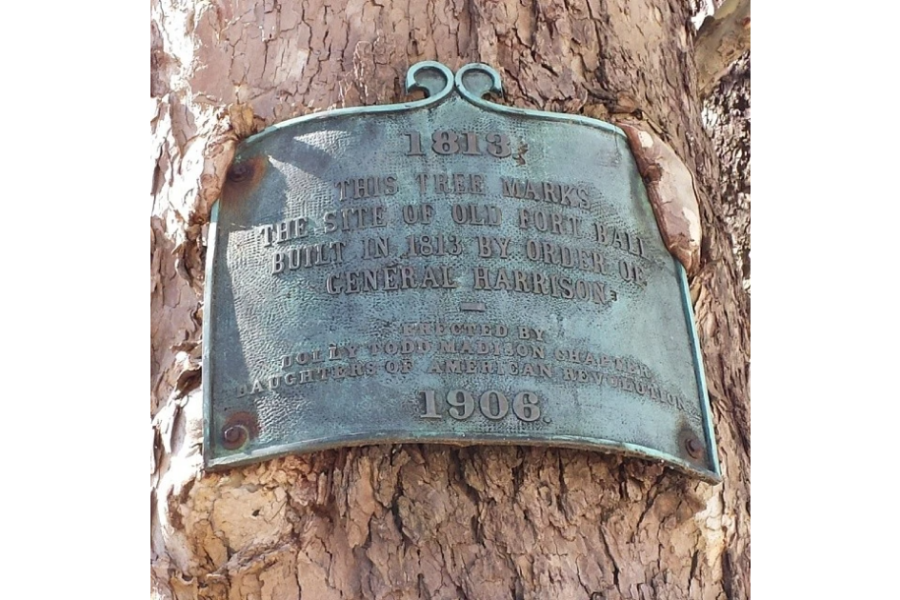 1813.
THIS TREE MARKS
THE SITE OF OLD FORT BALL
BUILT IN 1813 BY ORDER OF
GENERAL HARRISON.
—
ERECTED BY
DOLLY TODD MADISON CHAPTER
DAUGHTERS OF AMERICAN REVOLUTION.
1906.